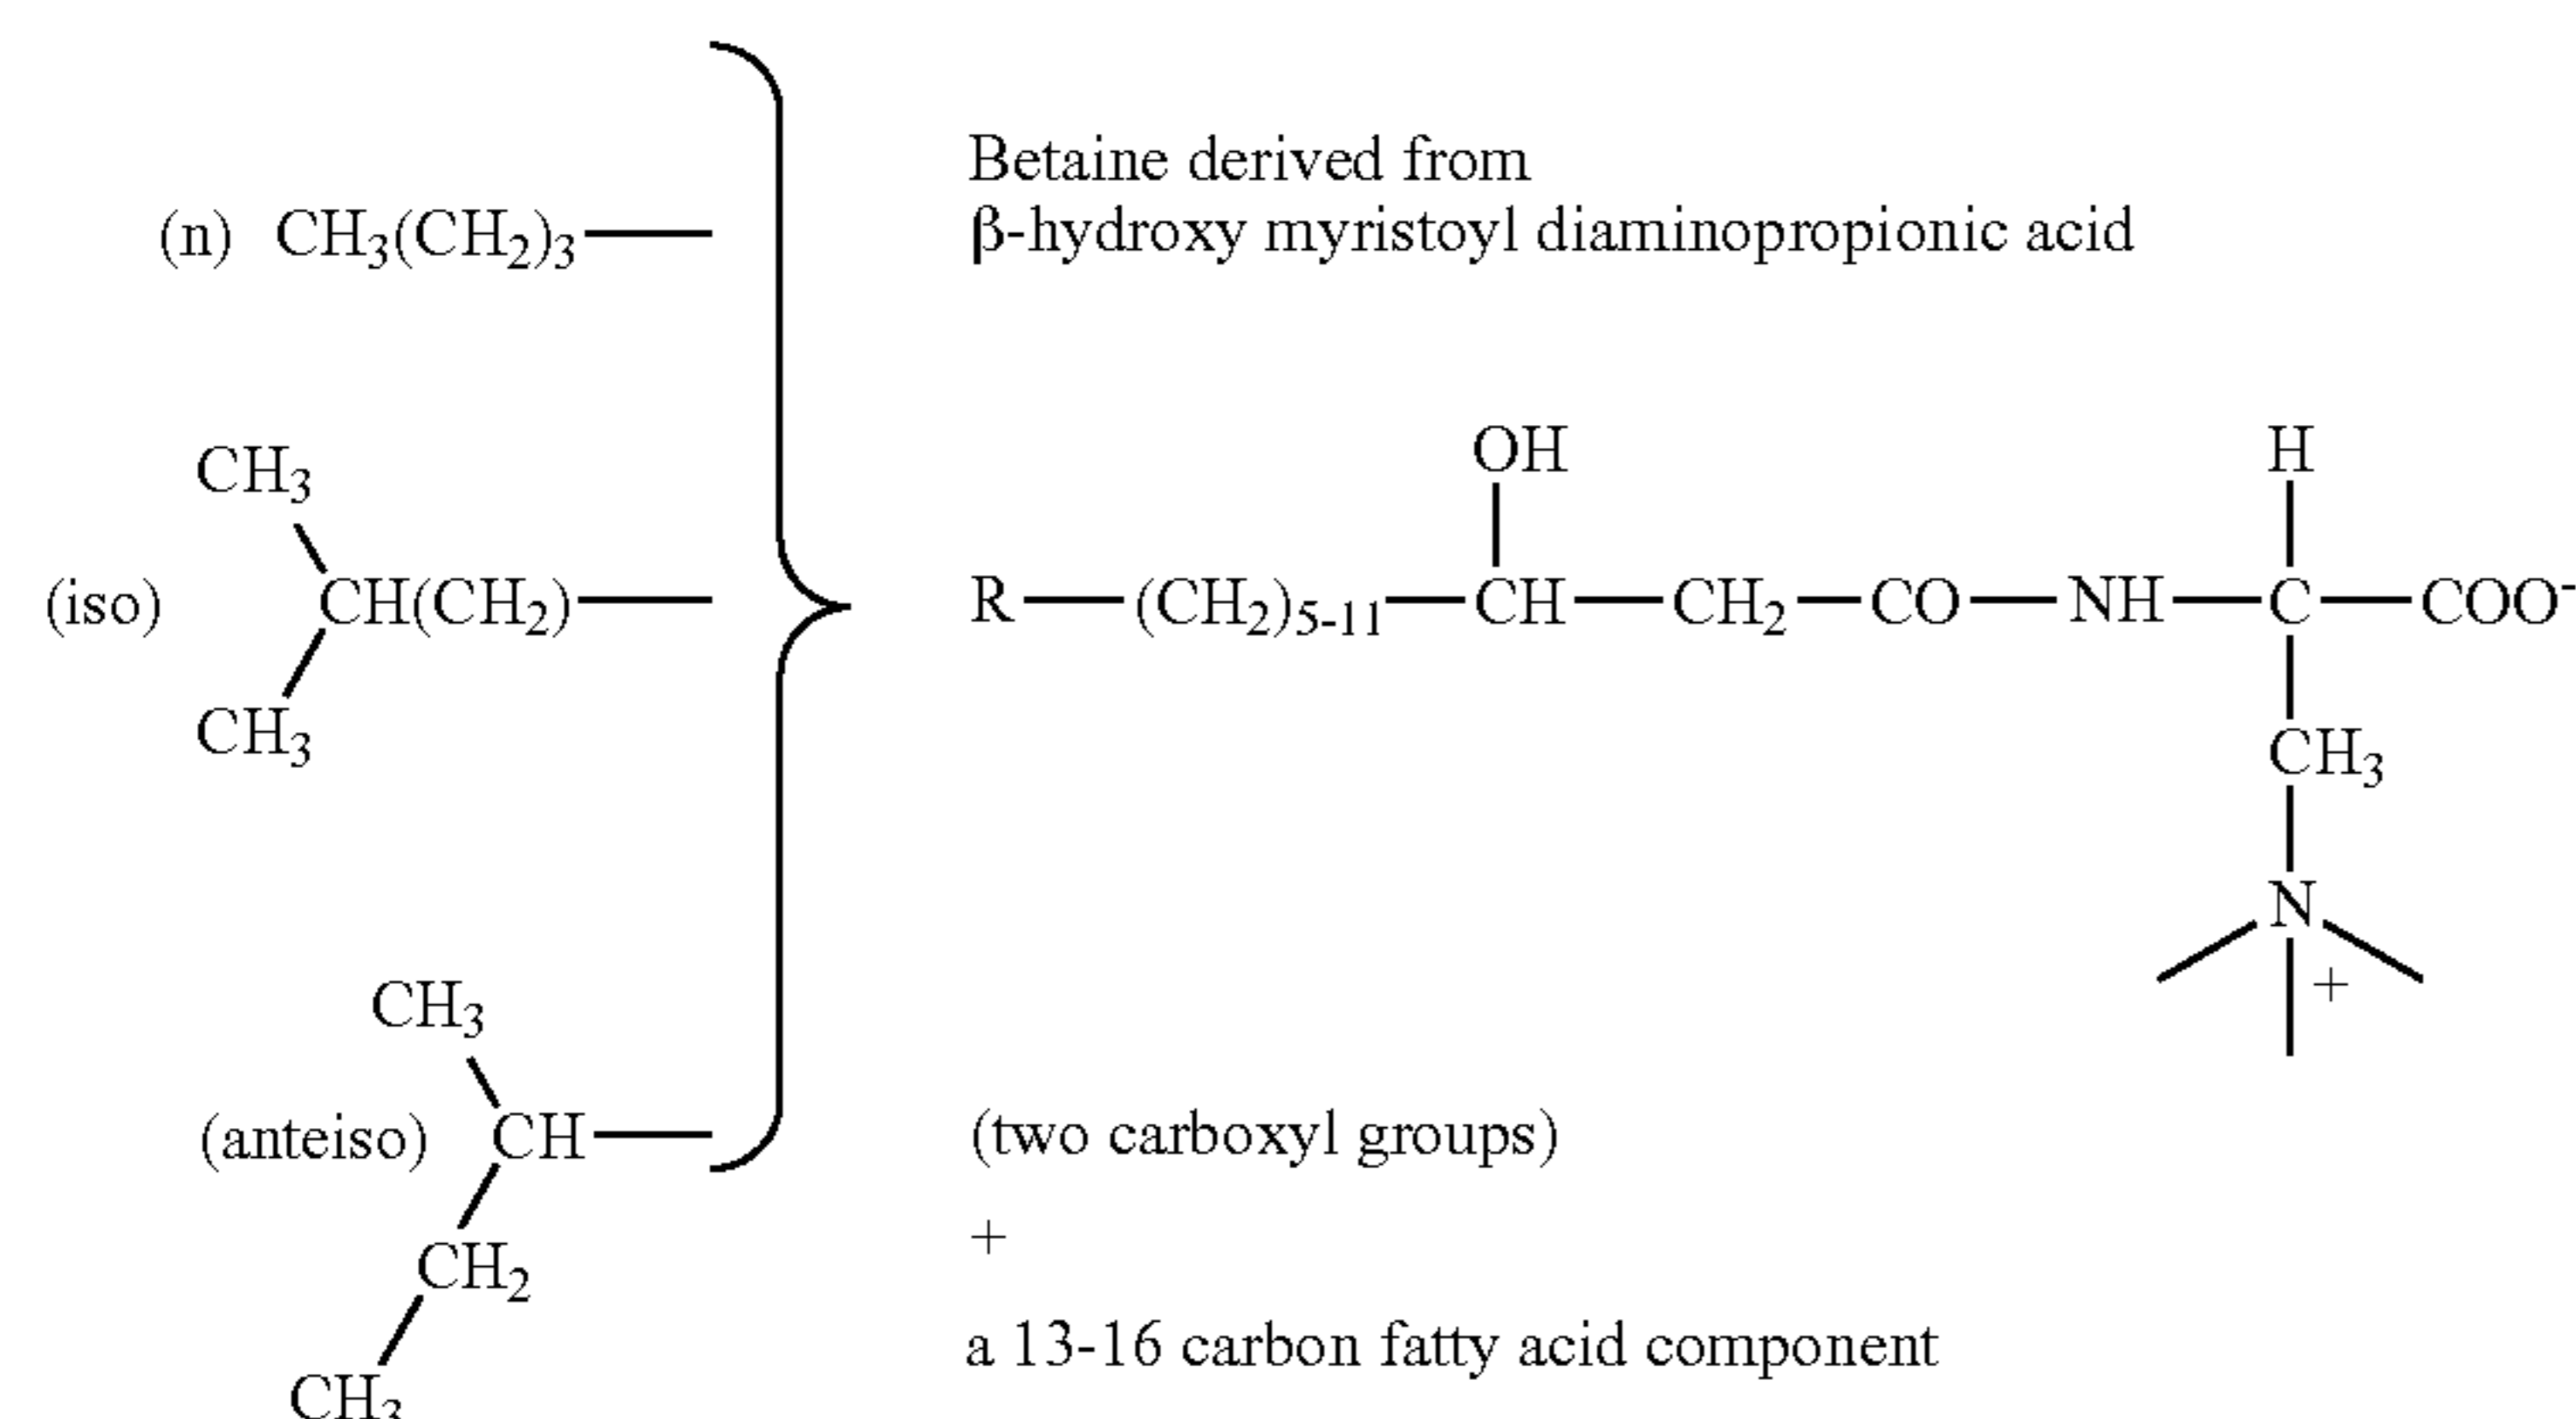 Betaine derived from
(n) CH₃(CH₂)₃— β-hydroxy myristoyl diaminopropionic acid
OH H
CH₃
(iso) CH(CH₂)— R—(CH₂)₅₋₁₁—CH—CH₂—CO—NH—C—COO⁻
CH₃ CH₃
N
+
CH₃
(anteiso) CH— (two carboxyl groups)
+
CH₂
a 13-16 carbon fatty acid component
CH₃